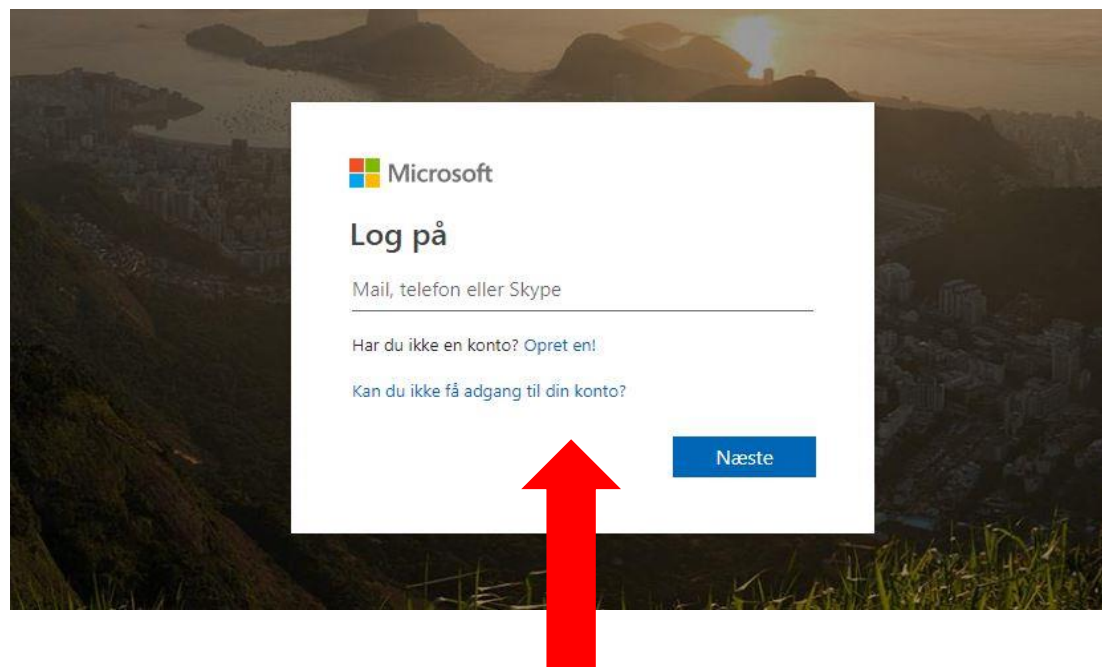 Microsoft
Log på
Mail, telefon eller Skype
Har du ikke en konto? Opret en!
Kan du ikke få adgang til din konto?
Næste